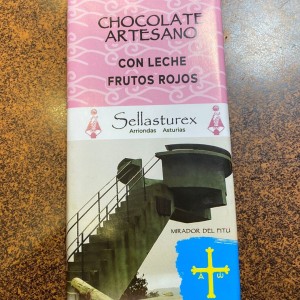 CHOCOLATE
ARTESANO
CON LECHE
FRUTOS ROJOS
Sellasturex
Arriondas Asturias
MIRADOR DEL FITU
Α ω